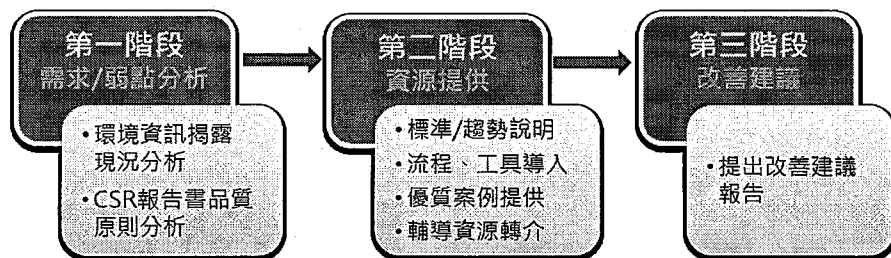 第一階段
需求/弱點分析
• 環境資訊揭露
現況分析
• CSR報告書品質
原則分析
第二階段
資源提供
• 標準/趨勢說明
• 流程、工具導入
• 優質案例提供
• 輔導資源轉介
第三階段
改善建議
• 提出改善建議
報告